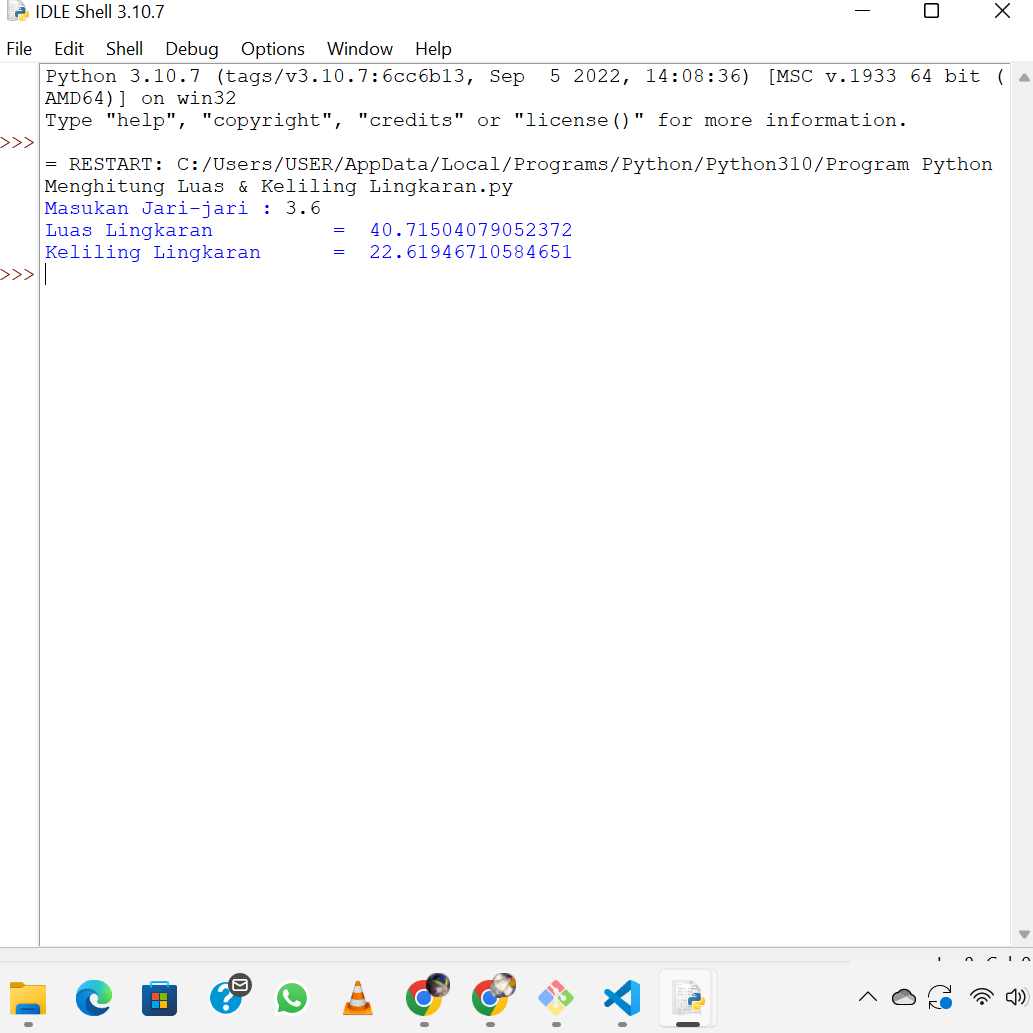 IDLE Shell 3.10.7
File Edit Shell Debug Options Window Help
Python 3.10.7 (tags/v3.10.7:6cc6b13, Sep  5 2022, 14:08:36) [MSC v.1933 64 bit (
AMD64)] on win32
Type "help", "copyright", "credits" or "license()" for more information.
>>>
= RESTART: C:/Users/USER/AppData/Local/Programs/Python/Python310/Program Python
Menghitung Luas & Keliling Lingkaran.py
Masukan Jari-jari : 3.6
Luas Lingkaran          =  40.71504079052372
Keliling Lingkaran      =  22.61946710584651
>>>